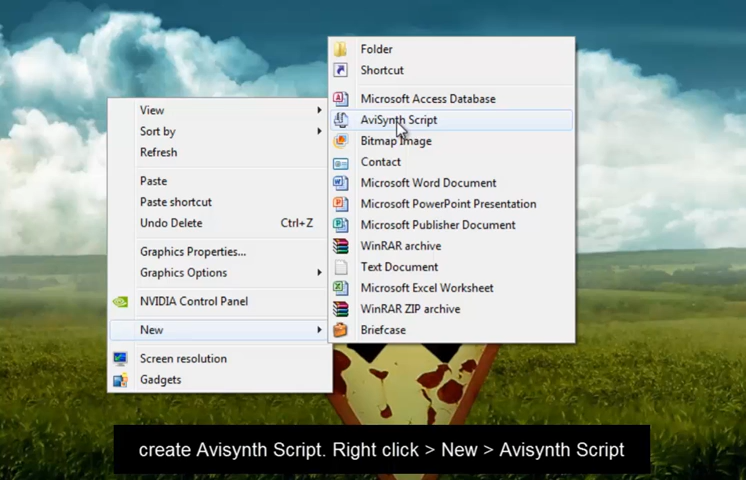 View
Sort by
Refresh
Paste
Paste shortcut
Undo Delete Ctrl+Z
Graphics Properties...
Graphics Options
NVIDIA Control Panel
New
Screen resolution
Gadgets
Folder
Shortcut
Microsoft Access Database
AviSynth Script
Bitmap Image
Contact
Microsoft Word Document
Microsoft PowerPoint Presentation
Microsoft Publisher Document
WinRAR archive
Text Document
Microsoft Excel Worksheet
WinRAR ZIP archive
Briefcase
create Avisynth Script. Right click > New > Avisynth Script